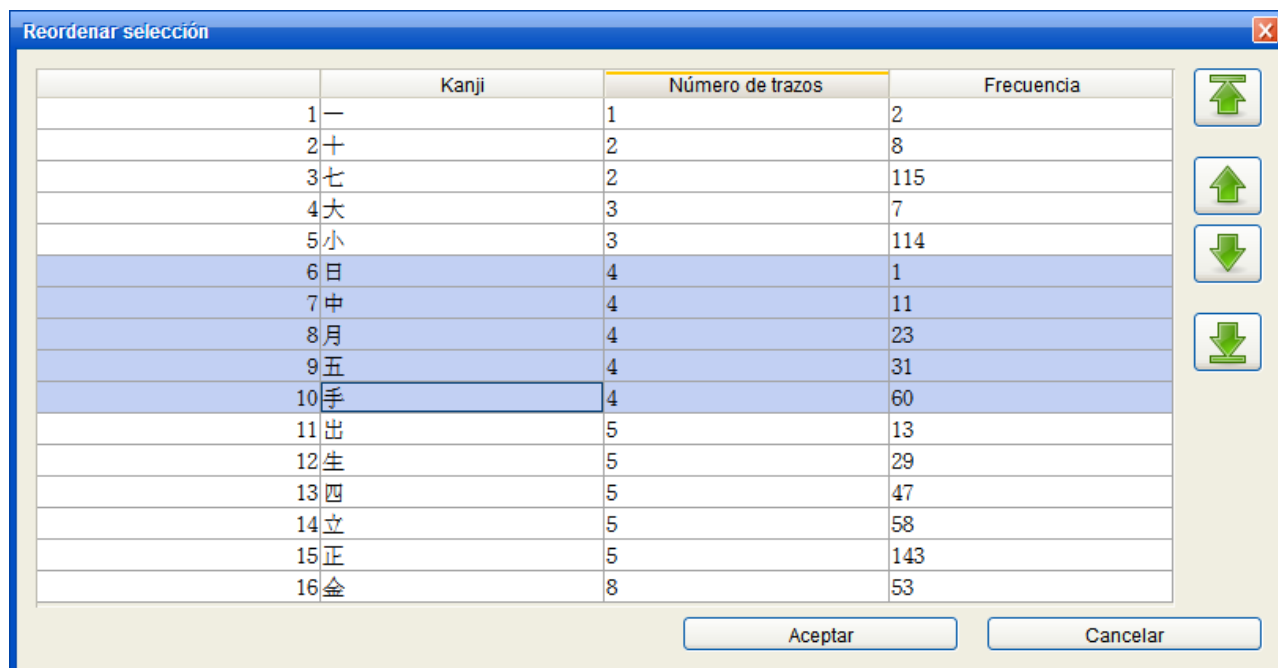 Reordenar selección
Kanji Número de trazos Frecuencia
1 一 1 2
2 十 2 8
3 七 2 115
4 大 3 7
5 小 3 114
6 日 4 1
7 中 4 11
8 月 4 23
9 五 4 31
10 手 4 60
11 出 5 13
12 生 5 29
13 四 5 47
14 立 5 58
15 正 5 143
16 金 8 53
Aceptar Cancelar